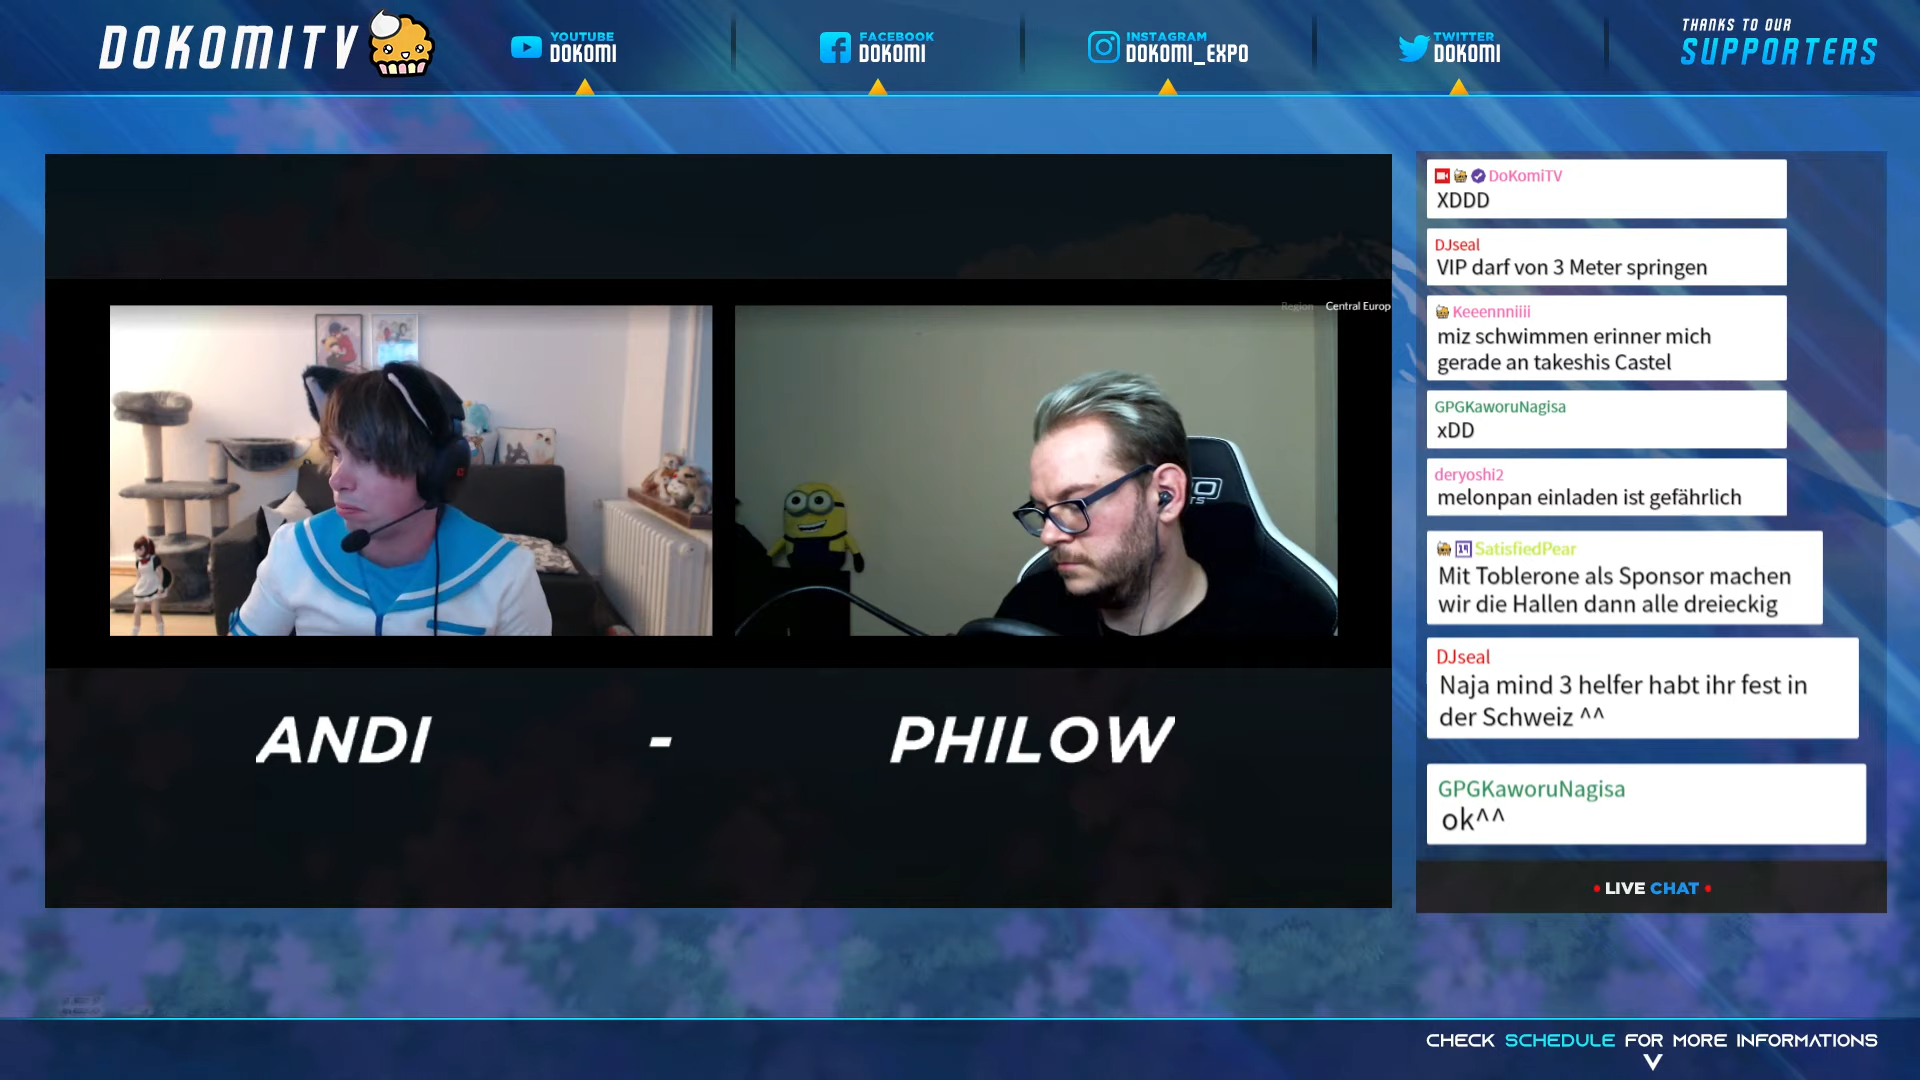 DOKOMITV
YOUTUBE
DOKOMI
FACEBOOK
DOKOMI
INSTAGRAM
DOKOMI_EXPO
TWITTER
DOKOMI
THANKS TO OUR
SUPPORTERS
Region Central Europ
ANDI - PHILOW
DoKomiTV
XDDD
DJseal
VIP darf von 3 Meter springen
Keeennniiii
miz schwimmen erinner mich
gerade an takeshis Castel
GPGKaworuNagisa
xDD
deryoshi2
melonpan einladen ist gefährlich
SatisfiedPear
Mit Toblerone als Sponsor machen
wir die Hallen dann alle dreieckig
DJseal
Naja mind 3 helfer habt ihr fest in
der Schweiz ^^
GPGKaworuNagisa
ok^^
• LIVE CHAT •
CHECK SCHEDULE FOR MORE INFORMATIONS